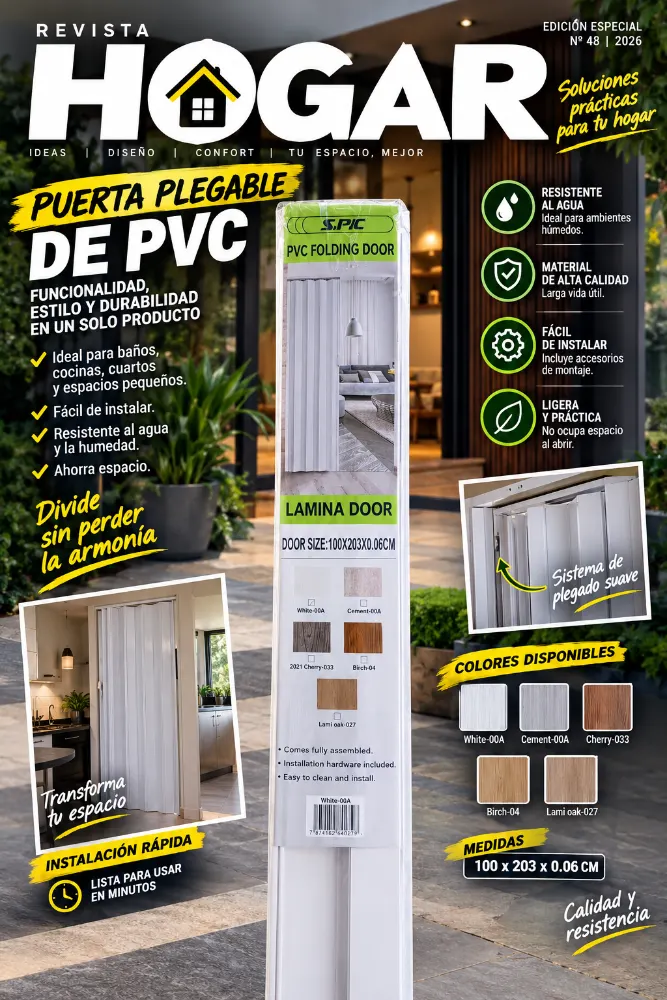 REVISTA
HOGAR
IDEAS | DISEÑO | CONFORT | TU ESPACIO, MEJOR
EDICIÓN ESPECIAL
Nº 48 | 2026
Soluciones
prácticas
para tu hogar
PUERTA PLEGABLE
DE PVC
FUNCIONALIDAD,
ESTILO Y DURABILIDAD
EN UN SOLO PRODUCTO
Ideal para baños,
cocinas, cuartos
y espacios pequeños.
Fácil de instalar.
Resistente al agua
y la humedad.
Ahorra espacio.
Divide
sin perder
la armonía
Transforma
tu espacio
INSTALACIÓN RÁPIDA
LISTA PARA USAR
EN MINUTOS
S.PIC
PVC FOLDING DOOR
LAMINA DOOR
DOOR SIZE:100X203X0.06CM
White-00A
Cement-00A
2021 Cherry-033
Birch-04
Lami oak-027
• Comes fully assembled.
• Installation hardware included.
• Easy to clean and install.
White-00A
RESISTENTE
AL AGUA
Ideal para ambientes
húmedos.
MATERIAL
DE ALTA CALIDAD
Larga vida útil.
FÁCIL
DE INSTALAR
Incluye accesorios
de montaje.
LIGERA
Y PRÁCTICA
No ocupa espacio
al abrir.
Sistema de
plegado suave
COLORES DISPONIBLES
White-00A
Cement-00A
Cherry-033
Birch-04
Lami oak-027
MEDIDAS
100 x 203 x 0.06 CM
Calidad y
resistencia